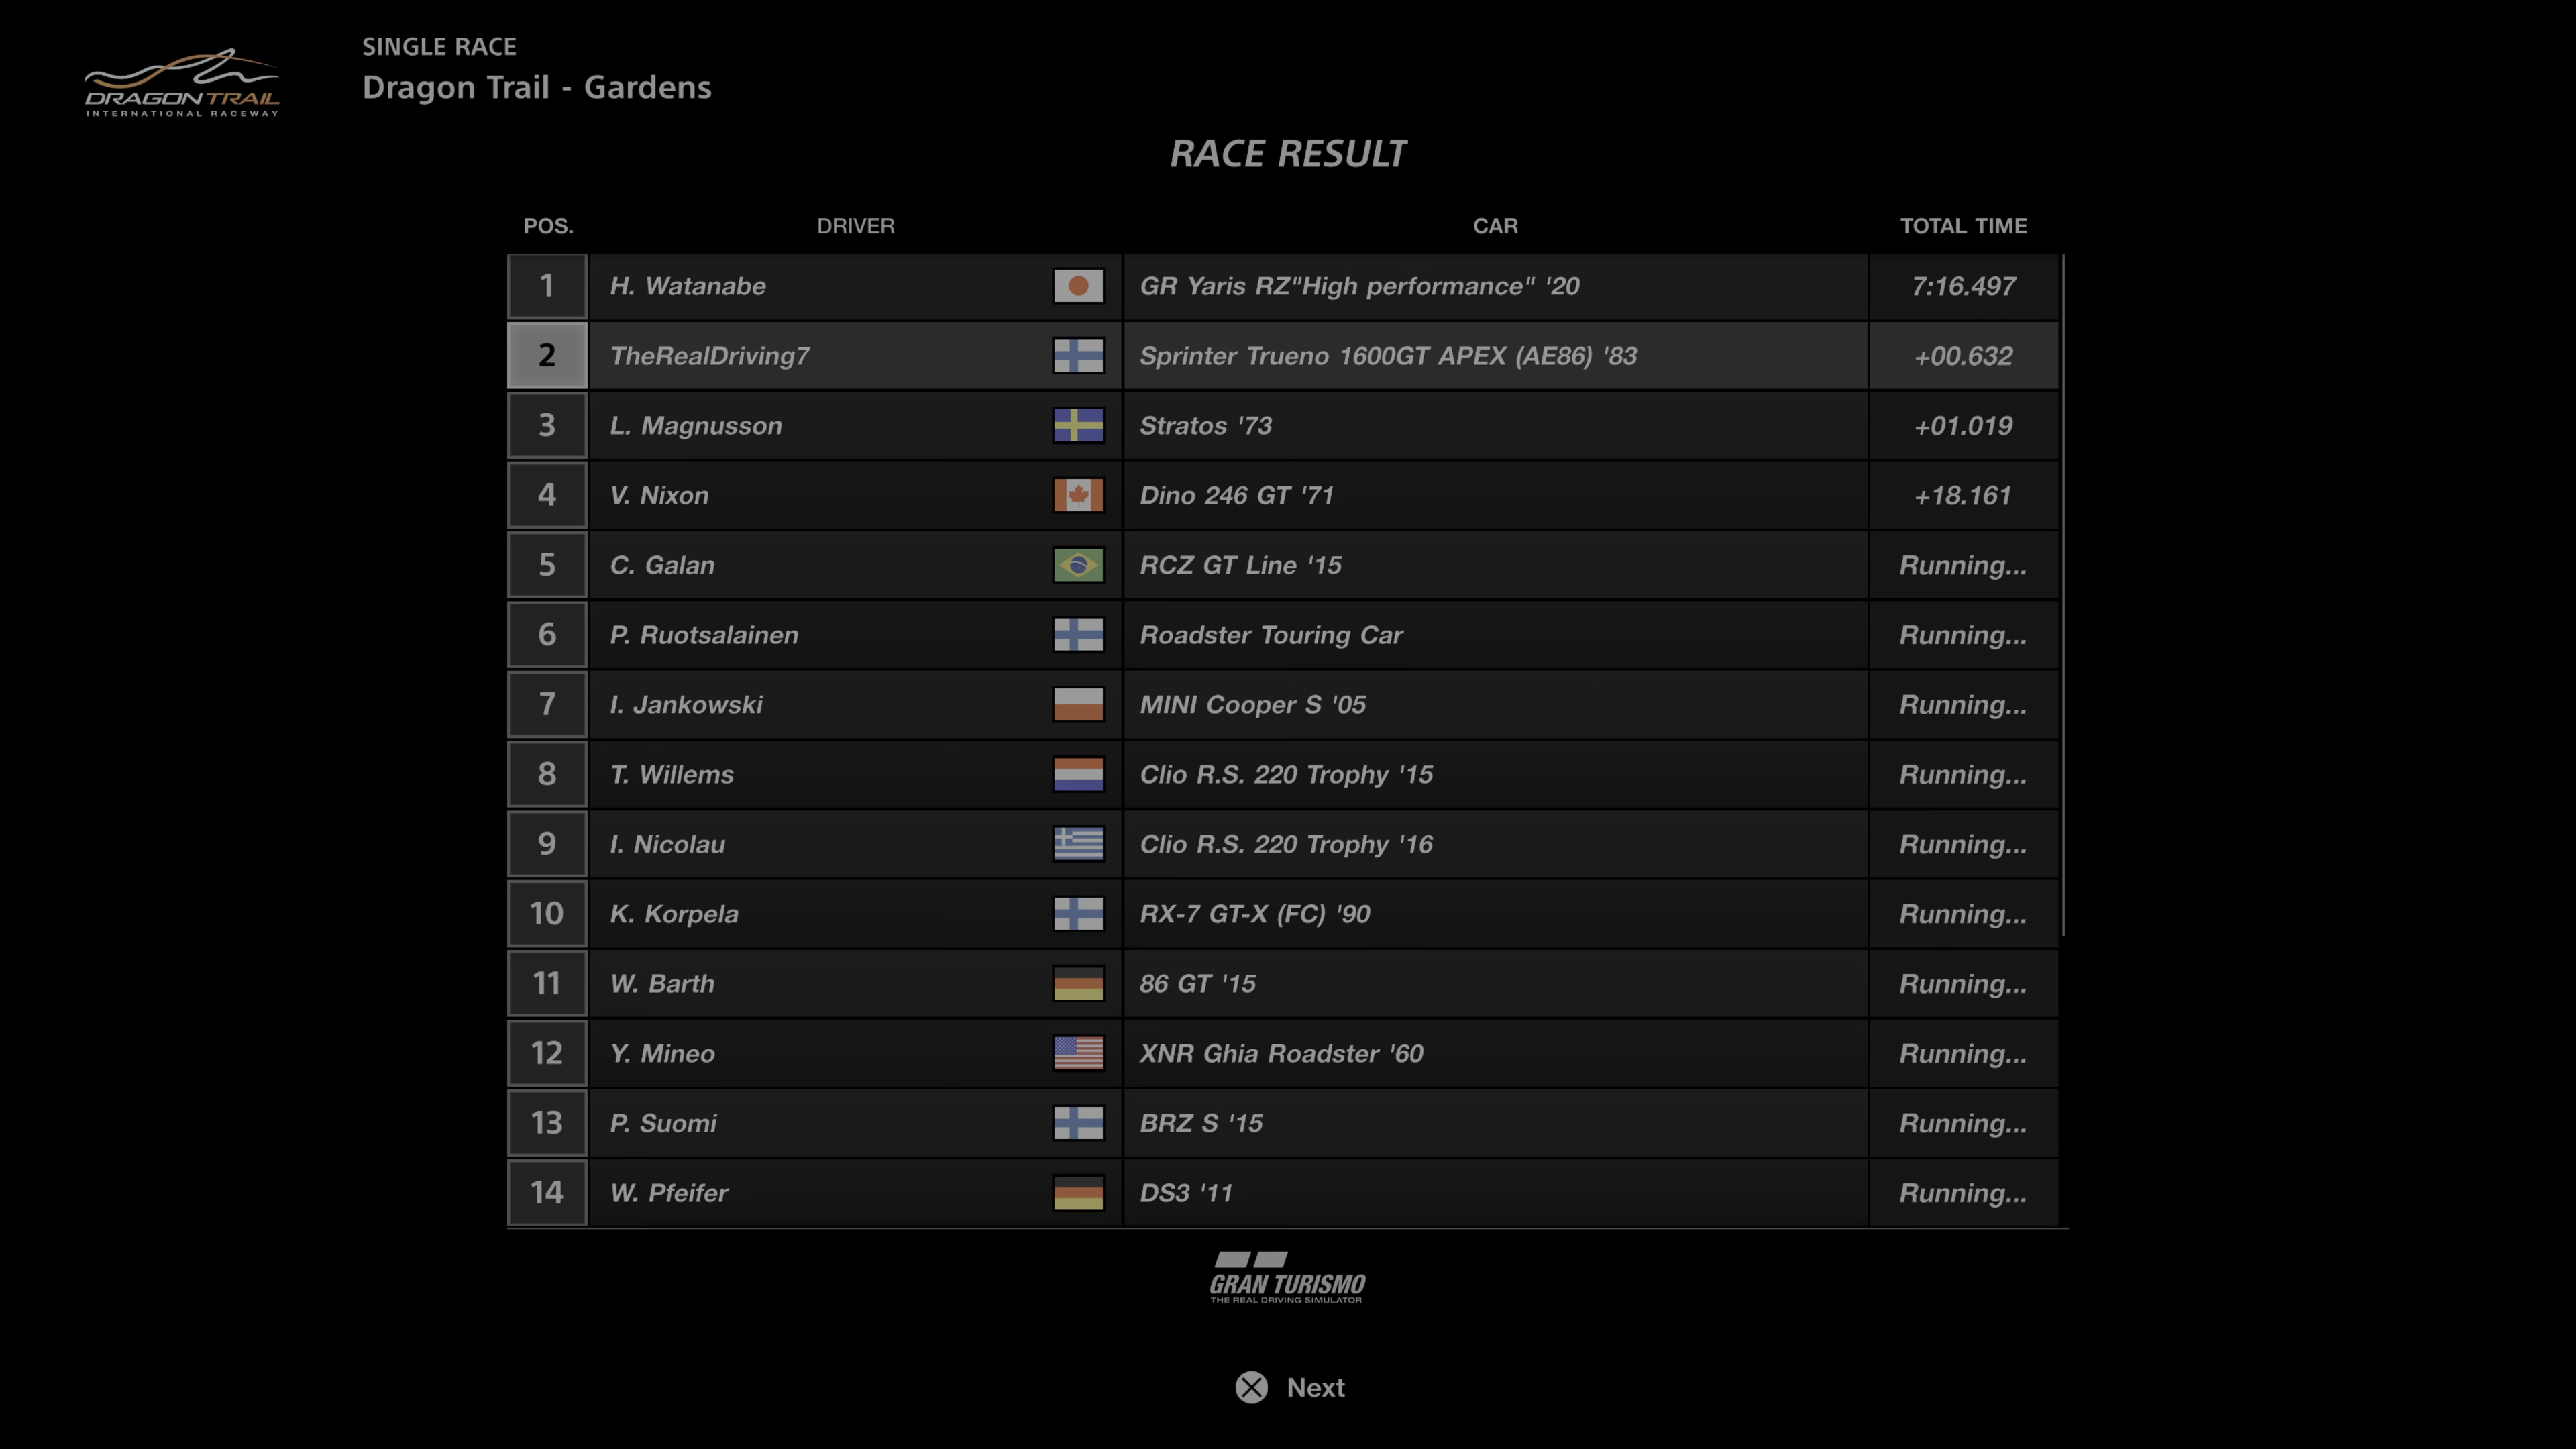 SINGLE RACE
Dragon Trail - Gardens
DRAGON TRAIL
INTERNATIONAL RACEWAY
RACE RESULT
POS. DRIVER CAR TOTAL TIME
1 H. Watanabe GR Yaris RZ"High performance" '20 7:16.497
2 TheRealDriving7 Sprinter Trueno 1600GT APEX (AE86) '83 +00.632
3 L. Magnusson Stratos '73 +01.019
4 V. Nixon Dino 246 GT '71 +18.161
5 C. Galan RCZ GT Line '15 Running...
6 P. Ruotsalainen Roadster Touring Car Running...
7 I. Jankowski MINI Cooper S '05 Running...
8 T. Willems Clio R.S. 220 Trophy '15 Running...
9 I. Nicolau Clio R.S. 220 Trophy '16 Running...
10 K. Korpela RX-7 GT-X (FC) '90 Running...
11 W. Barth 86 GT '15 Running...
12 Y. Mineo XNR Ghia Roadster '60 Running...
13 P. Suomi BRZ S '15 Running...
14 W. Pfeifer DS3 '11 Running...
GRAN TURISMO
THE REAL DRIVING SIMULATOR
Next